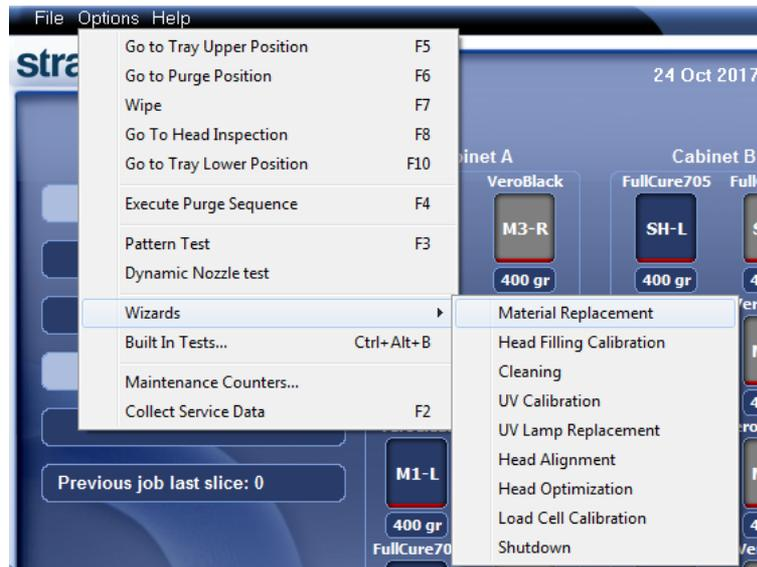 File Options Help
stra
24 Oct 2017
Go to Tray Upper Position F5
Go to Purge Position F6
Wipe F7
Go To Head Inspection F8
Go to Tray Lower Position F10
Execute Purge Sequence F4
Pattern Test F3
Dynamic Nozzle test
Wizards
Built In Tests... Ctrl+Alt+B
Maintenance Counters...
Collect Service Data F2
Material Replacement
Head Filling Calibration
Cleaning
UV Calibration
UV Lamp Replacement
Head Alignment
Head Optimization
Load Cell Calibration
Shutdown
inet A
Cabinet B
VeroBlack
FullCure705
Full
M3-R
SH-L
400 gr
400 gr
Previous job last slice: 0
M1-L
400 gr
FullCure70